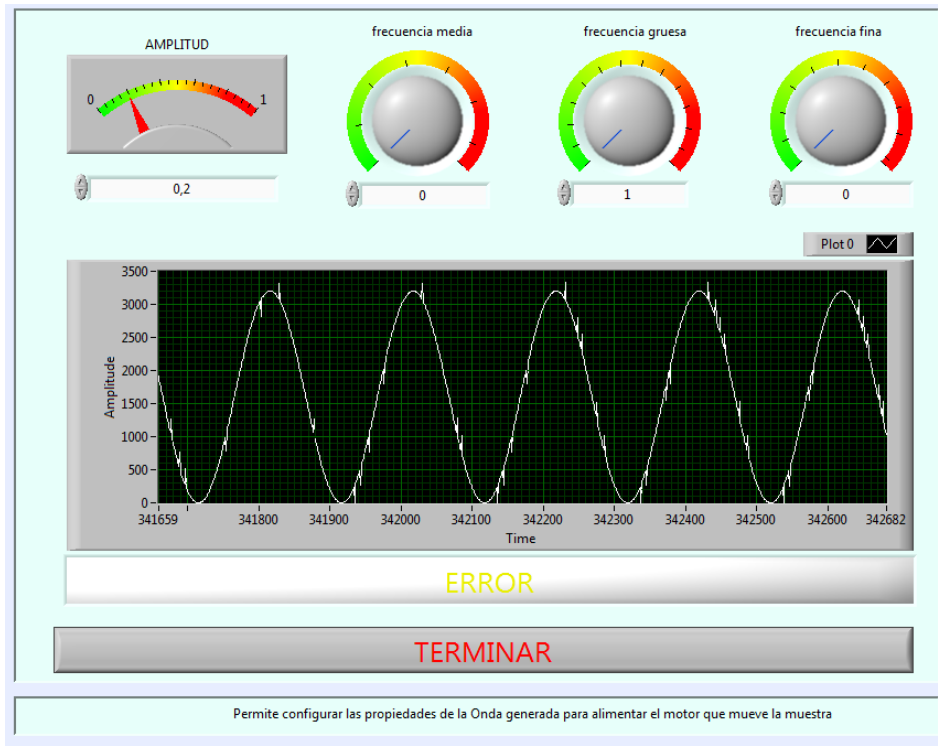 frecuencia media
frecuencia gruesa
frecuencia fina
AMPLITUD
0
1
0,2
0
1
0
Plot 0
3500
3000
2500
2000
1500
1000
500
0
Amplitude
341659
341800
341900
342000
342100
342200
342300
342400
342500
342600
342682
Time
ERROR
TERMINAR
Permite configurar las propiedades de la Onda generada para alimentar el motor que mueve la muestra